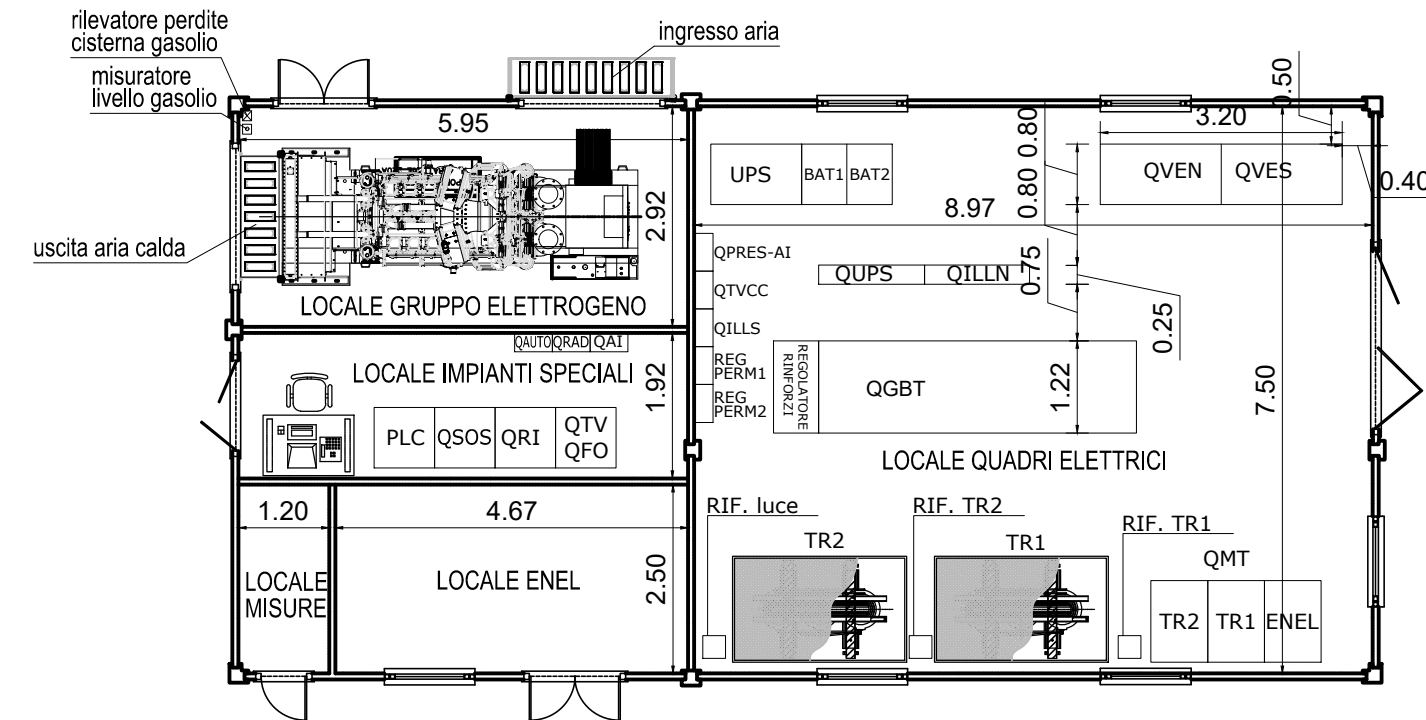 rilevatore perdite
cisterna gasolio
misuratore
livello gasolio
ingresso aria
5.95
2.92
uscita aria calda
LOCALE GRUPPO ELETTROGENO
QAUTO QRAD QAI
LOCALE IMPIANTI SPECIALI
1.92
PLC
QSOS
QRI
QTV
QFO
1.20
4.67
LOCALE
MISURE
LOCALE ENEL
2.50
UPS
BAT1
BAT2
0.80
0.80
3.20
0.50
QVEN
QVES
0.40
8.97
QPRES-AI
QTVCC
QILLS
REG
PERM1
REG
PERM2
QUPS
QILLN
0.75
0.25
REGOLATORE
RINFORZI
QGBT
1.22
7.50
LOCALE QUADRI ELETTRICI
RIF. luce
TR2
RIF. TR2
TR1
RIF. TR1
QMT
TR2
TR1
ENEL